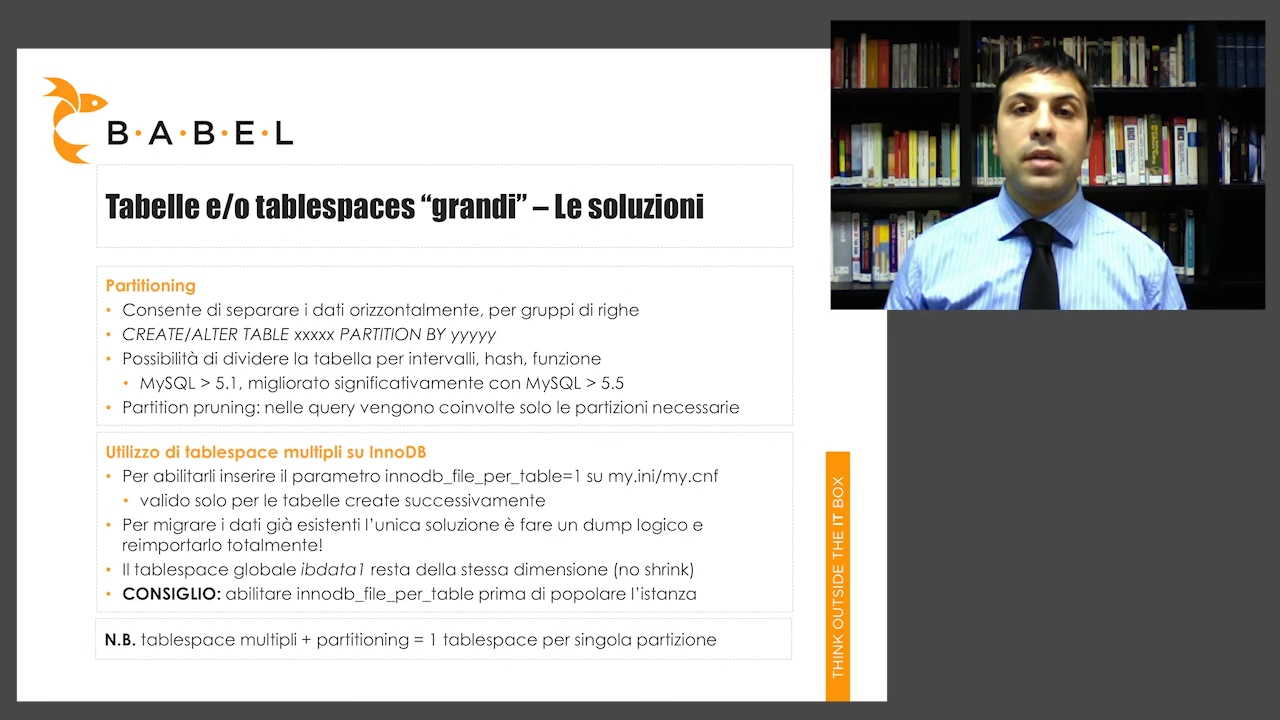 B·A·B·E·L
Tabelle e/o tablespaces “grandi” – Le soluzioni
Partitioning
• Consente di separare i dati orizzontalmente, per gruppi di righe
• CREATE/ALTER TABLE xxxxx PARTITION BY yyyyy
• Possibilità di dividere la tabella per intervalli, hash, funzione
• MySQL > 5.1, migliorato significativamente con MySQL > 5.5
• Partition pruning: nelle query vengono coinvolte solo le partizioni necessarie
Utilizzo di tablespace multipli su InnoDB
• Per abilitarli inserire il parametro innodb_file_per_table=1 su my.ini/my.cnf
• valido solo per le tabelle create successivamente
• Per migrare i dati già esistenti l’unica soluzione è fare un dump logico e
reimportarlo totalmente!
• Il tablespace globale ibdata1 resta della stessa dimensione (no shrink)
• CONSIGLIO: abilitare innodb_file_per_table prima di popolare l’istanza
N.B. tablespace multipli + partitioning = 1 tablespace per singola partizione
THINK OUTSIDE THE IT BOX